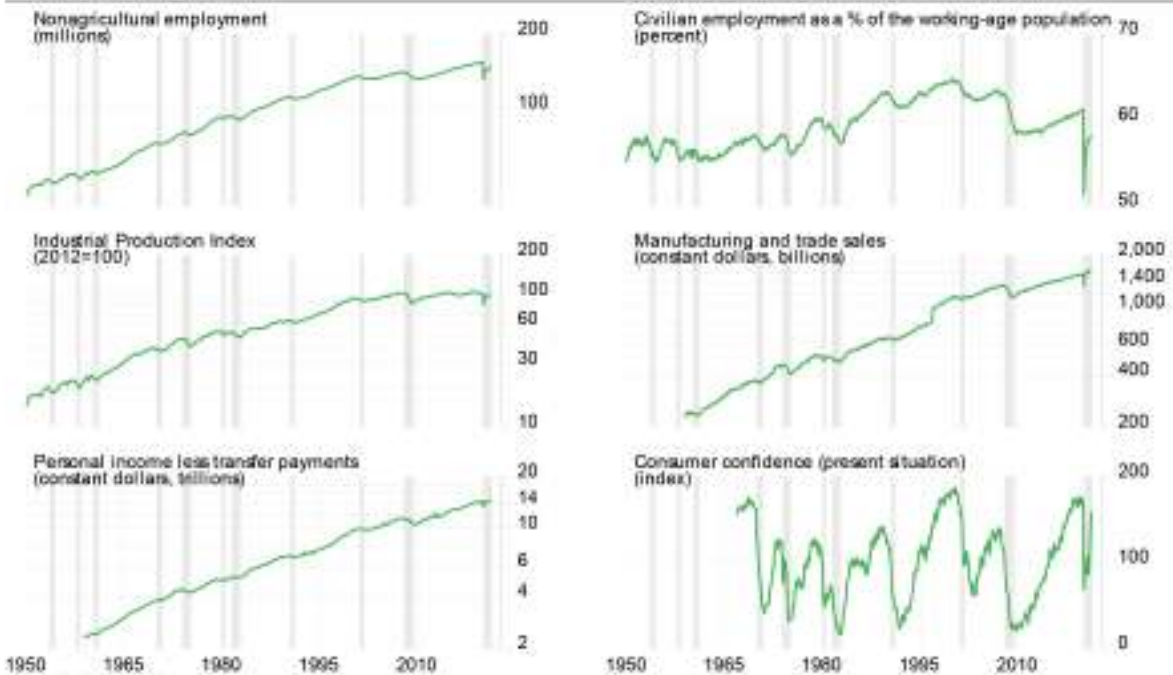 Nonagricultural employment
(millions)
200
100
Civilian employment as a % of the working-age population
(percent)
70
60
50
Industrial Production Index
(2012=100)
200
100
60
30
10
Manufacturing and trade sales
(constant dollars, billions)
2,000
1,400
1,000
600
400
200
Personal income less transfer payments
(constant dollars, trillions)
20
14
10
6
4
2
1950 1965 1980 1995 2010
Consumer confidence (present situation)
(index)
200
100
0
1950 1965 1980 1995 2010